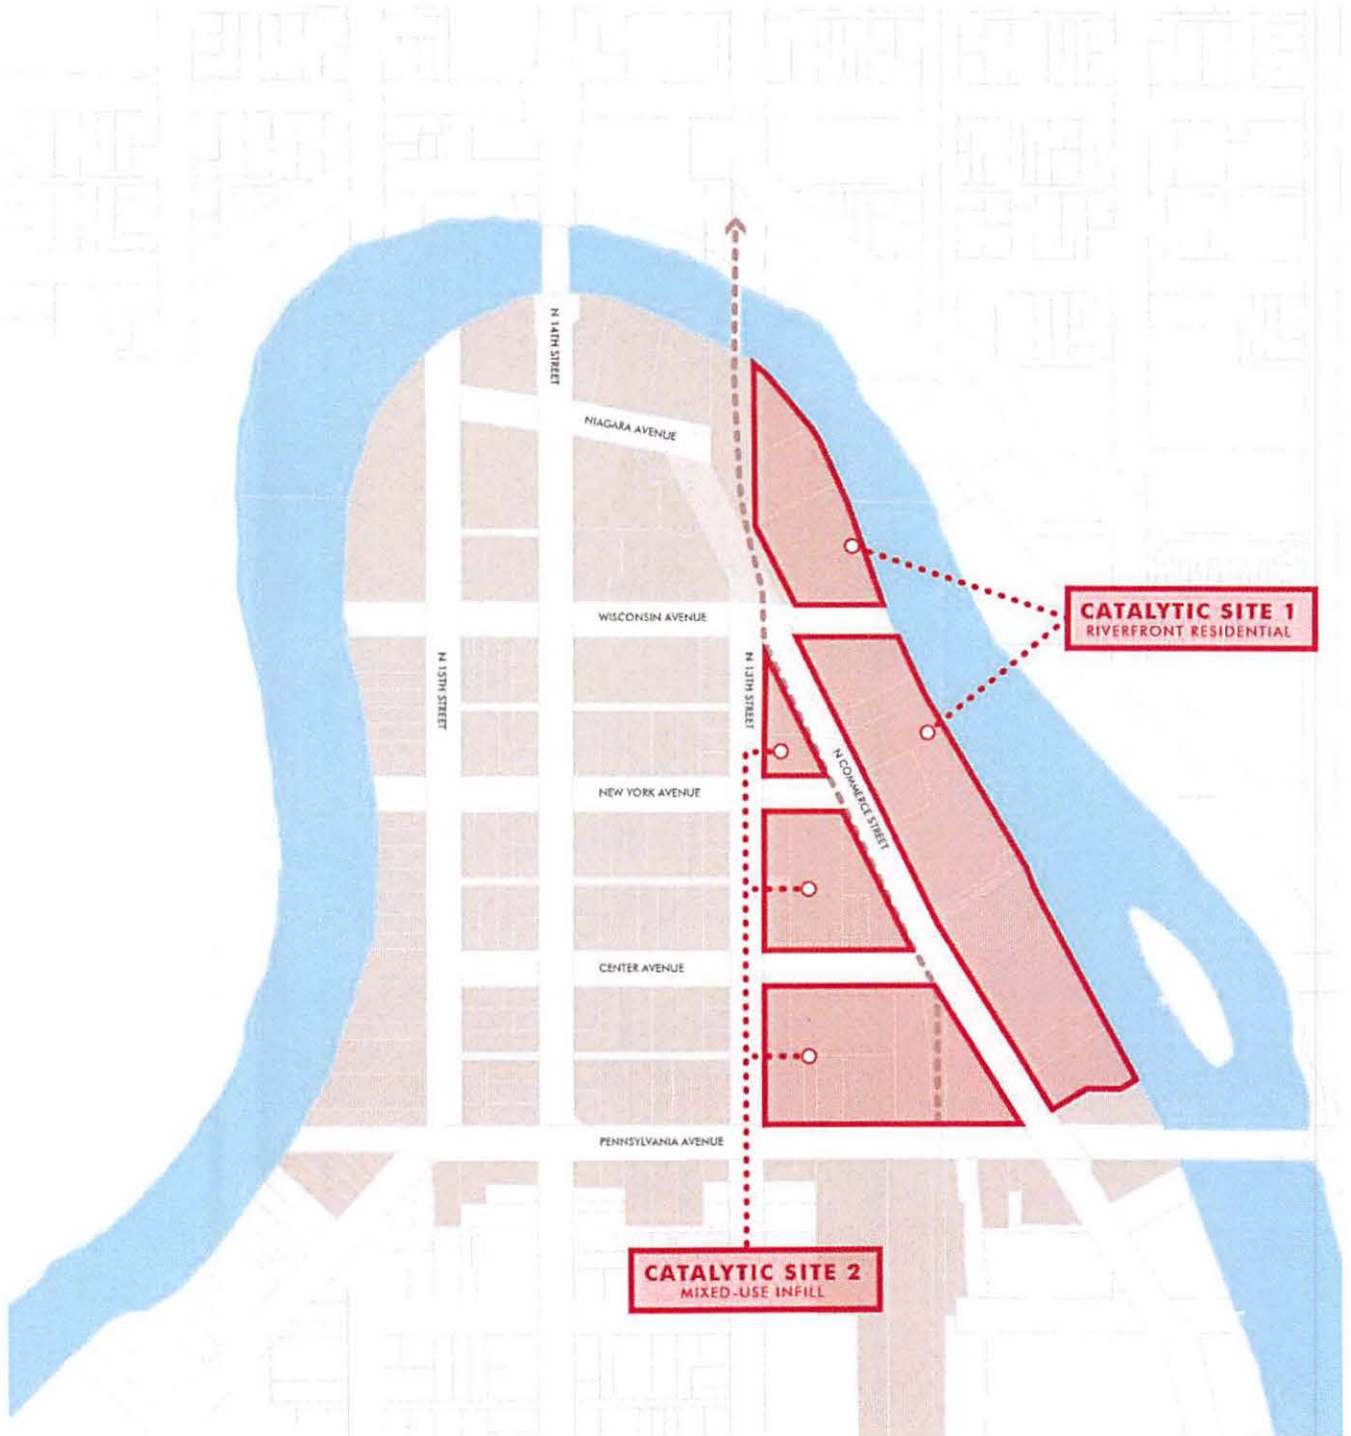 N 14TH STREET
NIAGARA AVENUE
CATALYTIC SITE 1
RIVERFRONT RESIDENTIAL
WISCONSIN AVENUE
N 15TH STREET
N 13TH STREET
N COMMERCE STREET
NEW YORK AVENUE
CENTER AVENUE
PENNSYLVANIA AVENUE
CATALYTIC SITE 2
MIXED-USE INFILL